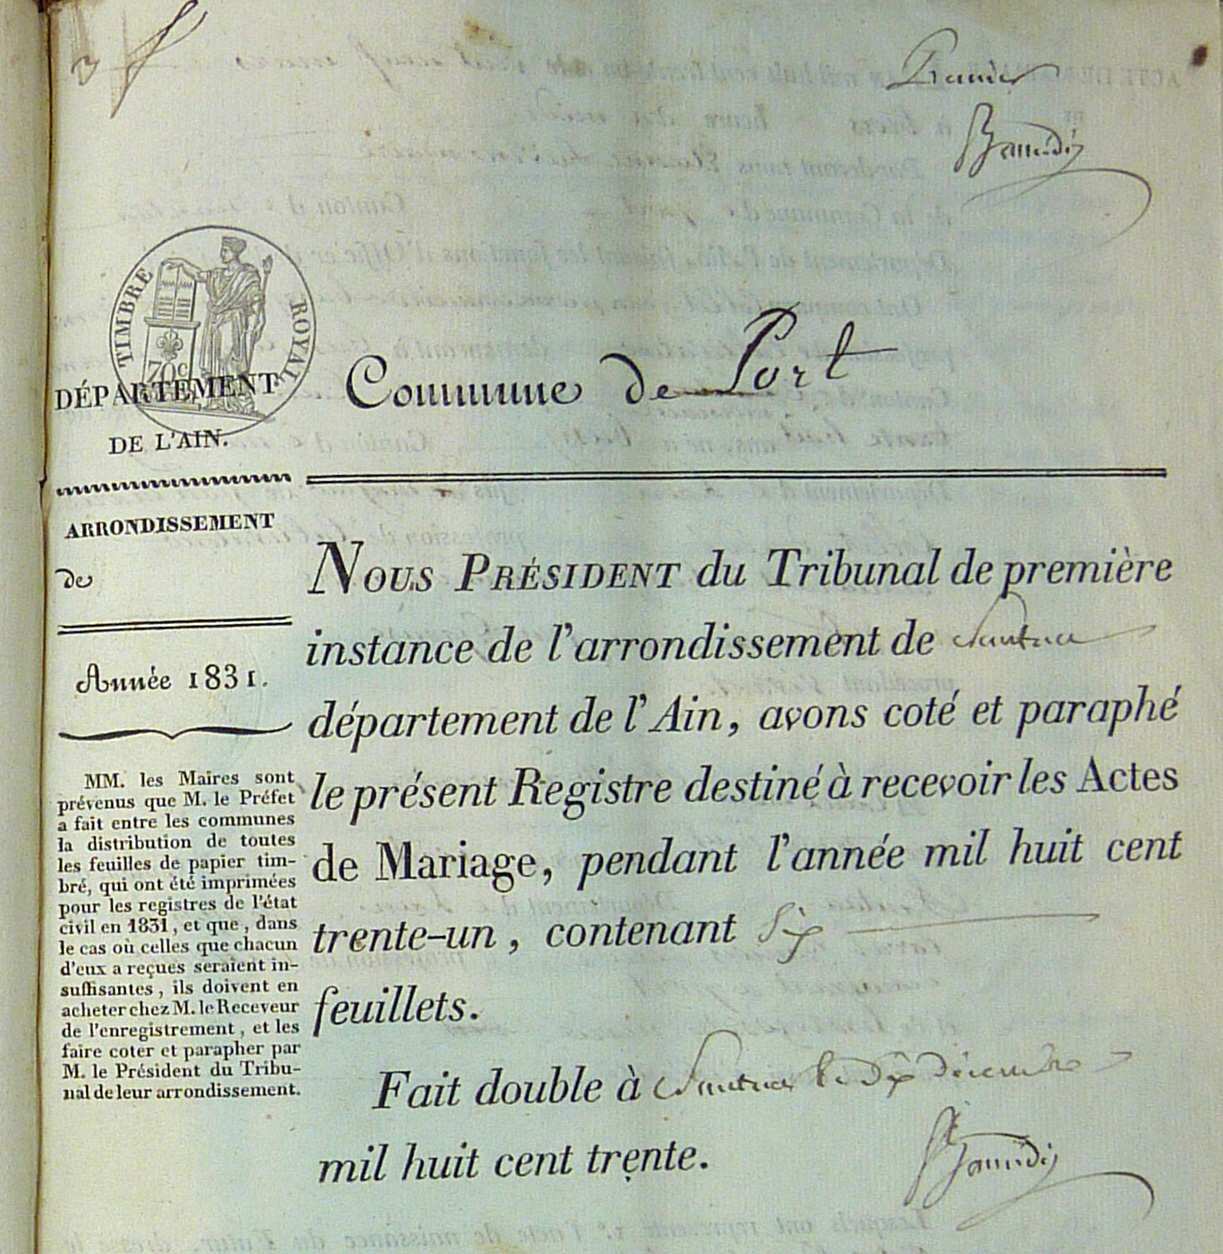 3
Premier
TIMBRE ROYAL
70c
DÉPARTEMENT
DE L'AIN.
Commune de Port
ARRONDISSEMENT
de
Année 1831.
MM. les Maires sont
prévenus que M. le Préfet
a fait entre les communes
la distribution de toutes
les feuilles de papier tim-
bré, qui ont été imprimées
pour les registres de l'état
civil en 1831, et que, dans
le cas où celles que chacun
d'eux a reçues seraient in-
suffisantes, ils doivent en
acheter chez M. le Receveur
de l'enregistrement, et les
faire coter et parapher par
M. le Président du Tribu-
nal de leur arrondissement.
NOUS PRÉSIDENT du Tribunal de première
instance de l'arrondissement de Nantua
département de l'Ain, avons coté et paraphé
le présent Registre destiné à recevoir les Actes
de Mariage, pendant l'année mil huit cent
trente-un, contenant Six
feuillets.
Fait double à Nantua le dix décembre
mil huit cent trente.